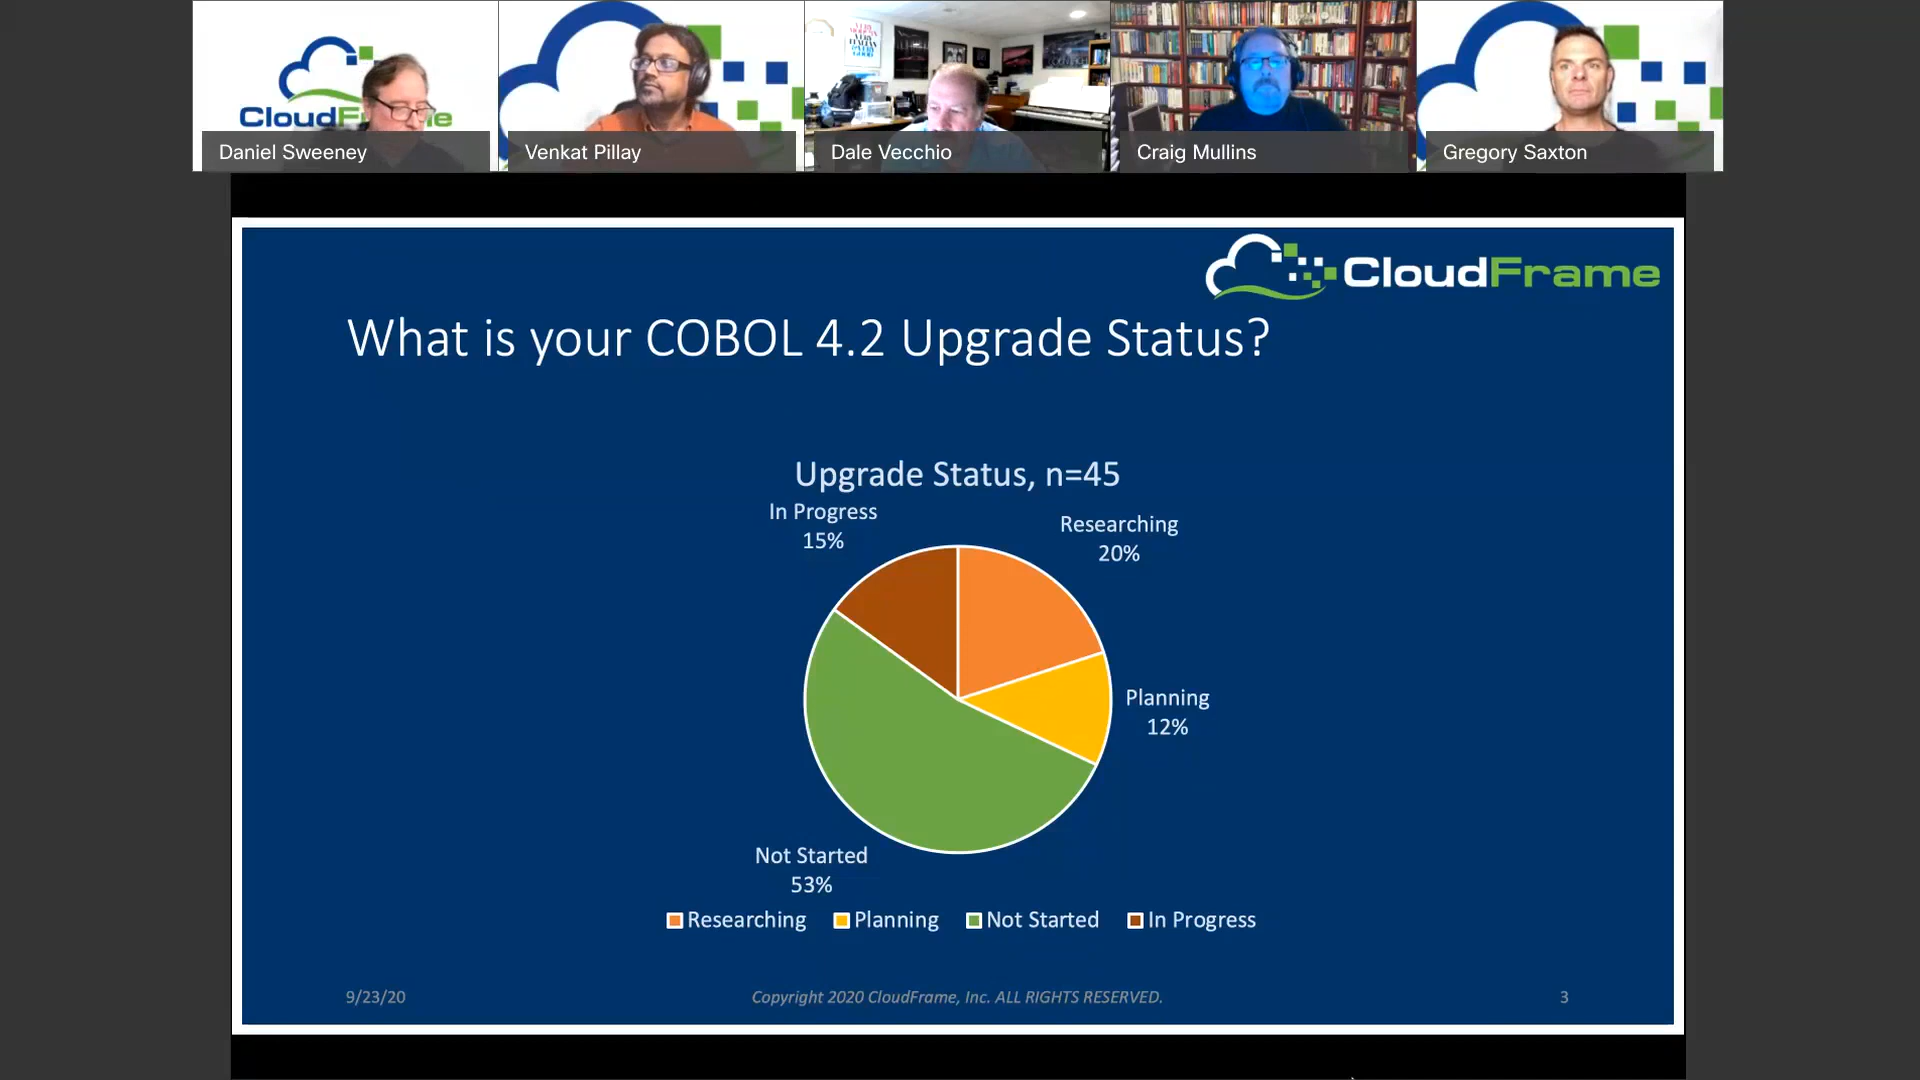 CloudFrame
Daniel Sweeney
Venkat Pillay
Dale Vecchio
Craig Mullins
Gregory Saxton
CloudFrame
What is your COBOL 4.2 Upgrade Status?
Upgrade Status, n=45
In Progress
15%
Researching
20%
Planning
12%
Not Started
53%
Researching Planning Not Started In Progress
9/23/20
Copyright 2020 CloudFrame, Inc. ALL RIGHTS RESERVED.
3